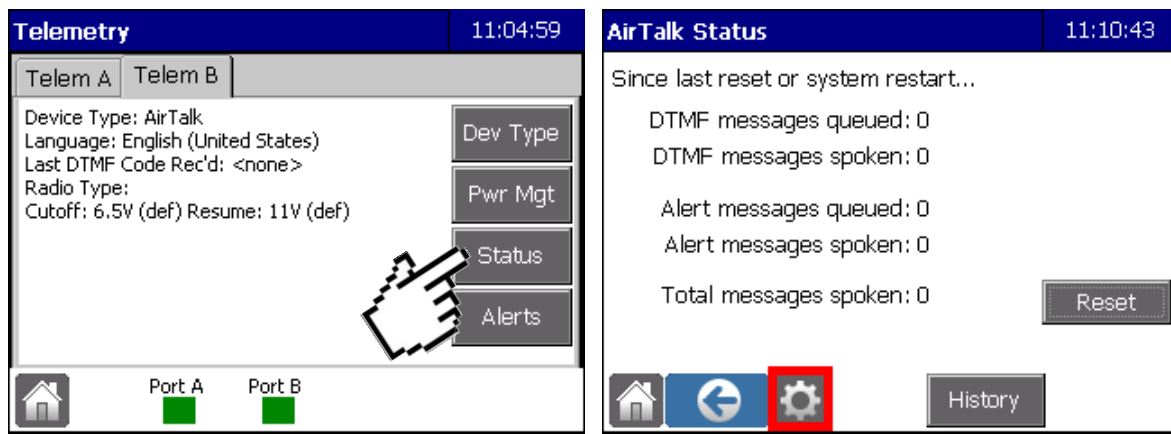 Telemetry 11:04:59
Telem A Telem B
Device Type: AirTalk
Language: English (United States)
Last DTMF Code Rec'd: <none>
Radio Type:
Cutoff: 6.5V (def) Resume: 11V (def)
Dev Type
Pwr Mgt
Status
Alerts
Port A Port B
AirTalk Status 11:10:43
Since last reset or system restart...
DTMF messages queued: 0
DTMF messages spoken: 0
Alert messages queued: 0
Alert messages spoken: 0
Total messages spoken: 0
Reset
History